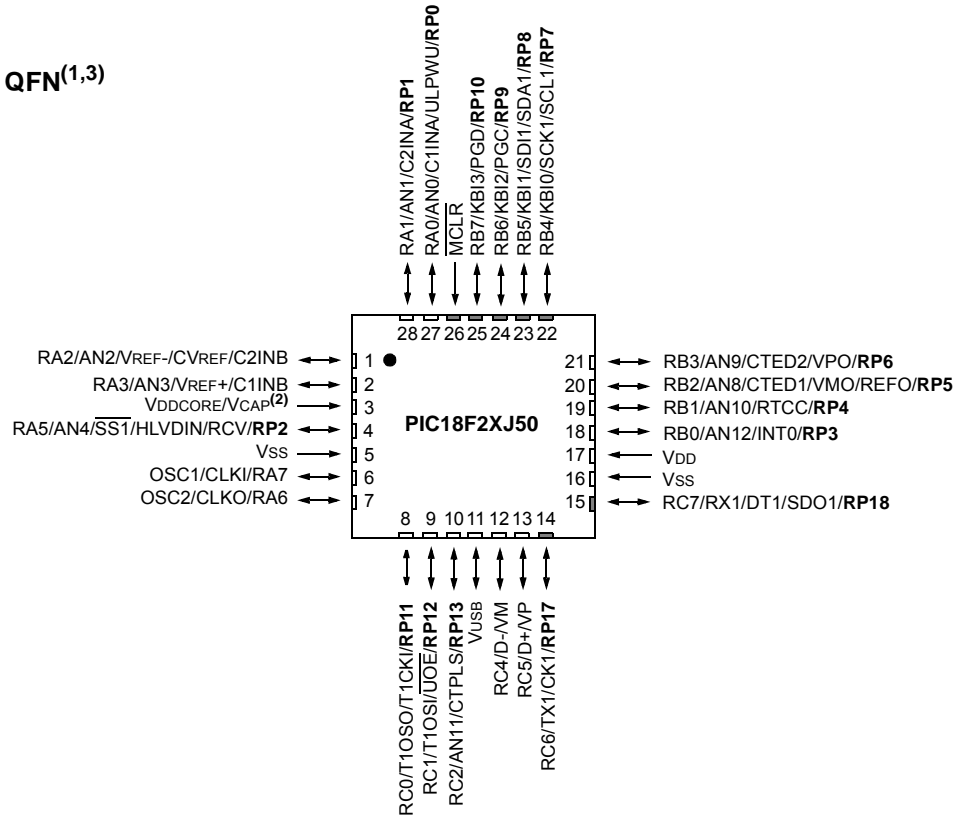 QFN(1,3)
RA1/AN1/C2INA/RP1
RA0/AN0/C1INA/ULPWU/RP0
MCLR
RB7/KBI3/PGD/RP10
RB6/KBI2/PGC/RP9
RB5/KBI1/SDI1/SDA1/RP8
RB4/KBI0/SCK1/SCL1/RP7
28 27 26 25 24 23 22
RA2/AN2/VREF-/CVREF/C2INB 1
RA3/AN3/VREF+/C1INB 2
VDDCORE/VCAP(2) 3
RA5/AN4/SS1/HLVDIN/RCV/RP2 4
VSS 5
OSC1/CLKI/RA7 6
OSC2/CLKO/RA6 7
PIC18F2XJ50
21 RB3/AN9/CTED2/VPO/RP6
20 RB2/AN8/CTED1/VMO/REFO/RP5
19 RB1/AN10/RTCC/RP4
18 RB0/AN12/INT0/RP3
17 VDD
16 VSS
15 RC7/RX1/DT1/SDO1/RP18
8 9 10 11 12 13 14
RC0/T1OSO/T1CKI/RP11
RC1/T1OSI/UOE/RP12
RC2/AN11/CTPLS/RP13
VUSB
RC4/D-/VM
RC5/D+/VP
RC6/TX1/CK1/RP17